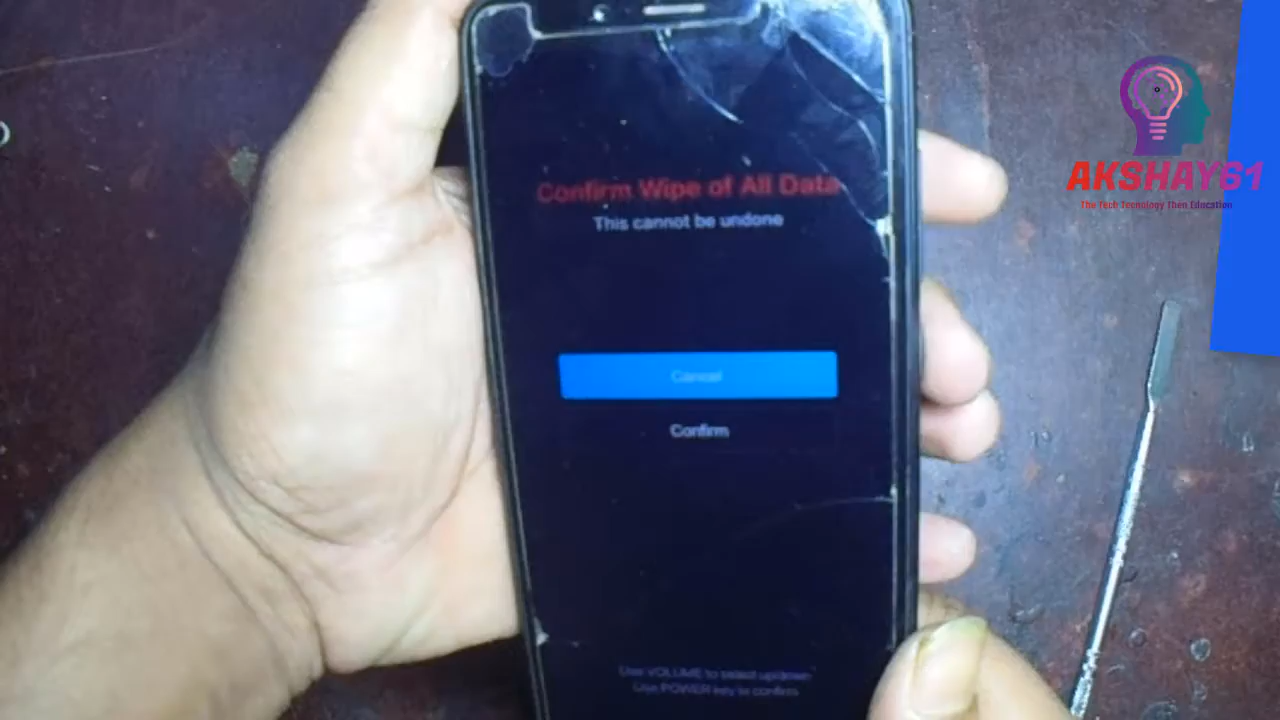 AKSHAY61
The Tech Tecnology Then Education
Confirm Wipe of All Data
This cannot be undone
Cancel
Confirm
Use VOLUME to select up/down
Use POWER key to confirm